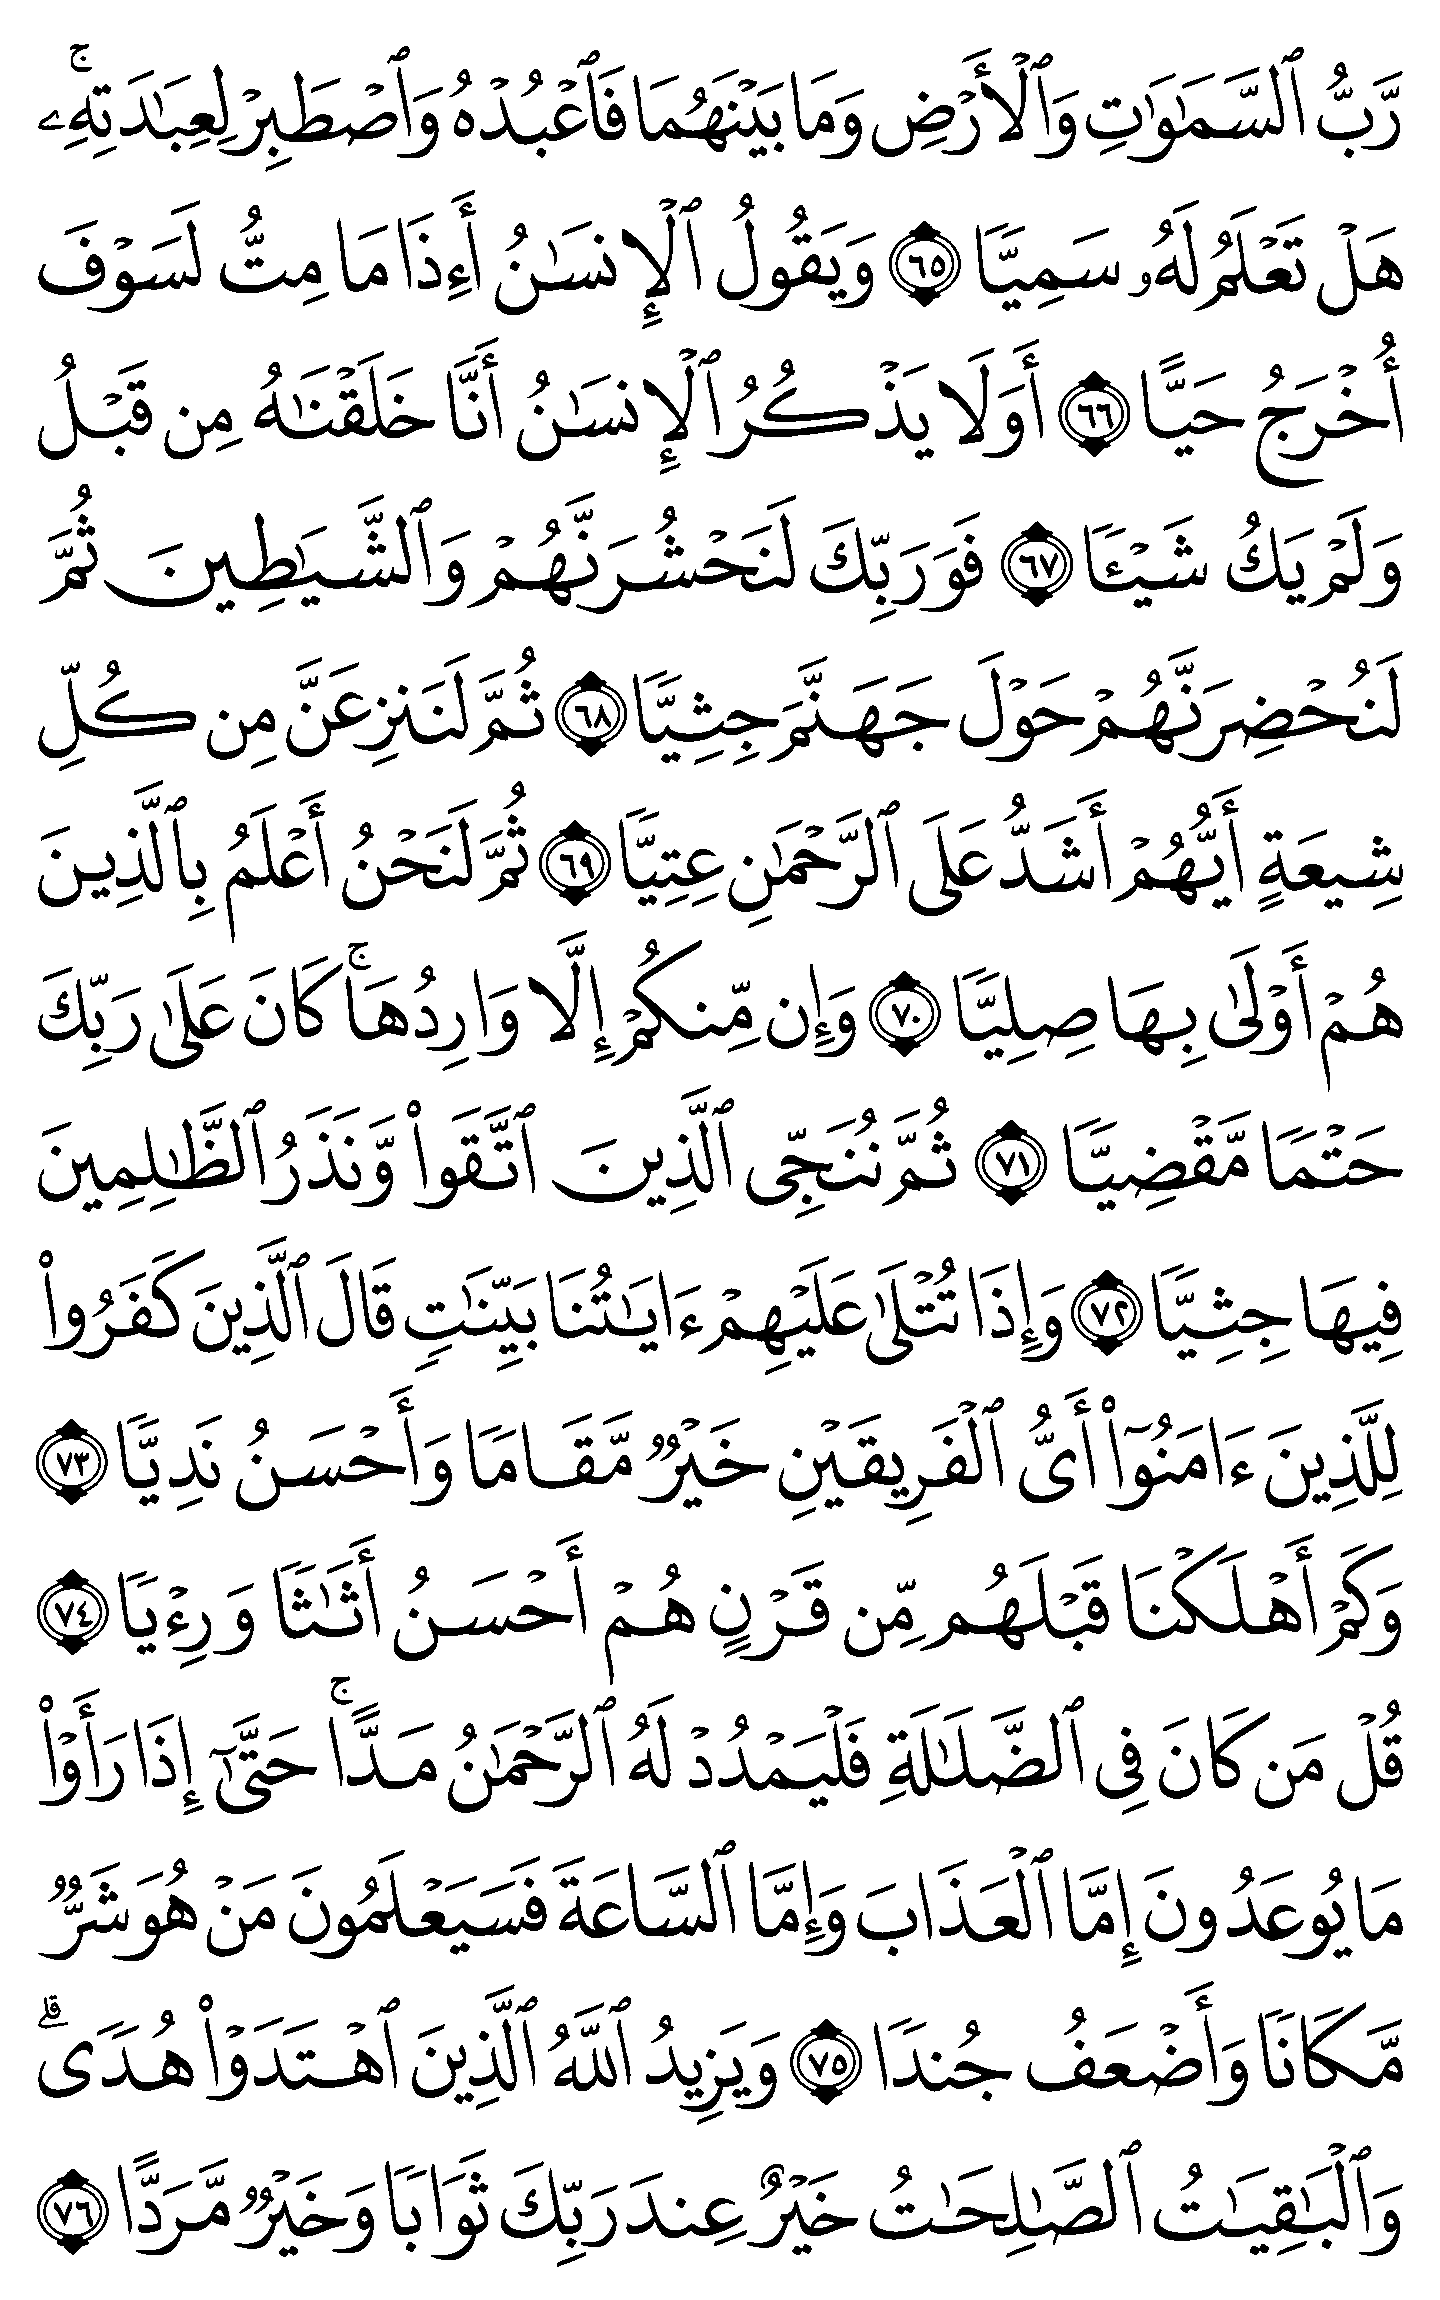 رَّبُّ ٱلسَّمَٰوَٰتِ وَٱلْأَرْضِ وَمَا بَيْنَهُمَا فَٱعْبُدْهُ وَٱصْطَبِرْ لِعِبَٰدَتِهِۦۚ
هَلْ تَعْلَمُ لَهُۥ سَمِيًّا ٦٥ وَيَقُولُ ٱلْإِنسَٰنُ أَءِذَا مَا مِتُّ لَسَوْفَ
أُخْرَجُ حَيًّا ٦٦ أَوَلَا يَذْكُرُ ٱلْإِنسَٰنُ أَنَّا خَلَقْنَٰهُ مِن قَبْلُ
وَلَمْ يَكُ شَيْـًٔا ٦٧ فَوَرَبِّكَ لَنَحْشُرَنَّهُمْ وَٱلشَّيَٰطِينَ ثُمَّ
لَنُحْضِرَنَّهُمْ حَوْلَ جَهَنَّمَ جِثِيًّا ٦٨ ثُمَّ لَنَنزِعَنَّ مِن كُلِّ
شِيعَةٍ أَيُّهُمْ أَشَدُّ عَلَى ٱلرَّحْمَٰنِ عِتِيًّا ٦٩ ثُمَّ لَنَحْنُ أَعْلَمُ بِٱلَّذِينَ
هُمْ أَوْلَىٰ بِهَا صِلِيًّا ٧٠ وَإِن مِّنكُمْ إِلَّا وَارِدُهَاۚ كَانَ عَلَىٰ رَبِّكَ
حَتْمًا مَّقْضِيًّا ٧١ ثُمَّ نُنَجِّى ٱلَّذِينَ ٱتَّقَوا۟ وَّنَذَرُ ٱلظَّٰلِمِينَ
فِيهَا جِثِيًّا ٧٢ وَإِذَا تُتْلَىٰ عَلَيْهِمْ ءَايَٰتُنَا بَيِّنَٰتٍ قَالَ ٱلَّذِينَ كَفَرُوا۟
لِلَّذِينَ ءَامَنُوٓا۟ أَىُّ ٱلْفَرِيقَيْنِ خَيْرٌ مَّقَامًا وَأَحْسَنُ نَدِيًّا ٧٣
وَكَمْ أَهْلَكْنَا قَبْلَهُم مِّن قَرْنٍ هُمْ أَحْسَنُ أَثَٰثًا وَرِءْيًا ٧٤
قُلْ مَن كَانَ فِى ٱلضَّلَٰلَةِ فَلْيَمْدُدْ لَهُ ٱلرَّحْمَٰنُ مَدًّاۚ حَتَّىٰٓ إِذَا رَأَوْا۟
مَا يُوعَدُونَ إِمَّا ٱلْعَذَابَ وَإِمَّا ٱلسَّاعَةَ فَسَيَعْلَمُونَ مَنْ هُوَ شَرٌّ
مَّكَانًا وَأَضْعَفُ جُندًا ٧٥ وَيَزِيدُ ٱللَّهُ ٱلَّذِينَ ٱهْتَدَوْا۟ هُدًىۗ
وَٱلْبَٰقِيَٰتُ ٱلصَّٰلِحَٰتُ خَيْرٌ عِندَ رَبِّكَ ثَوَابًا وَخَيْرٌ مَّرَدًّا ٧٦